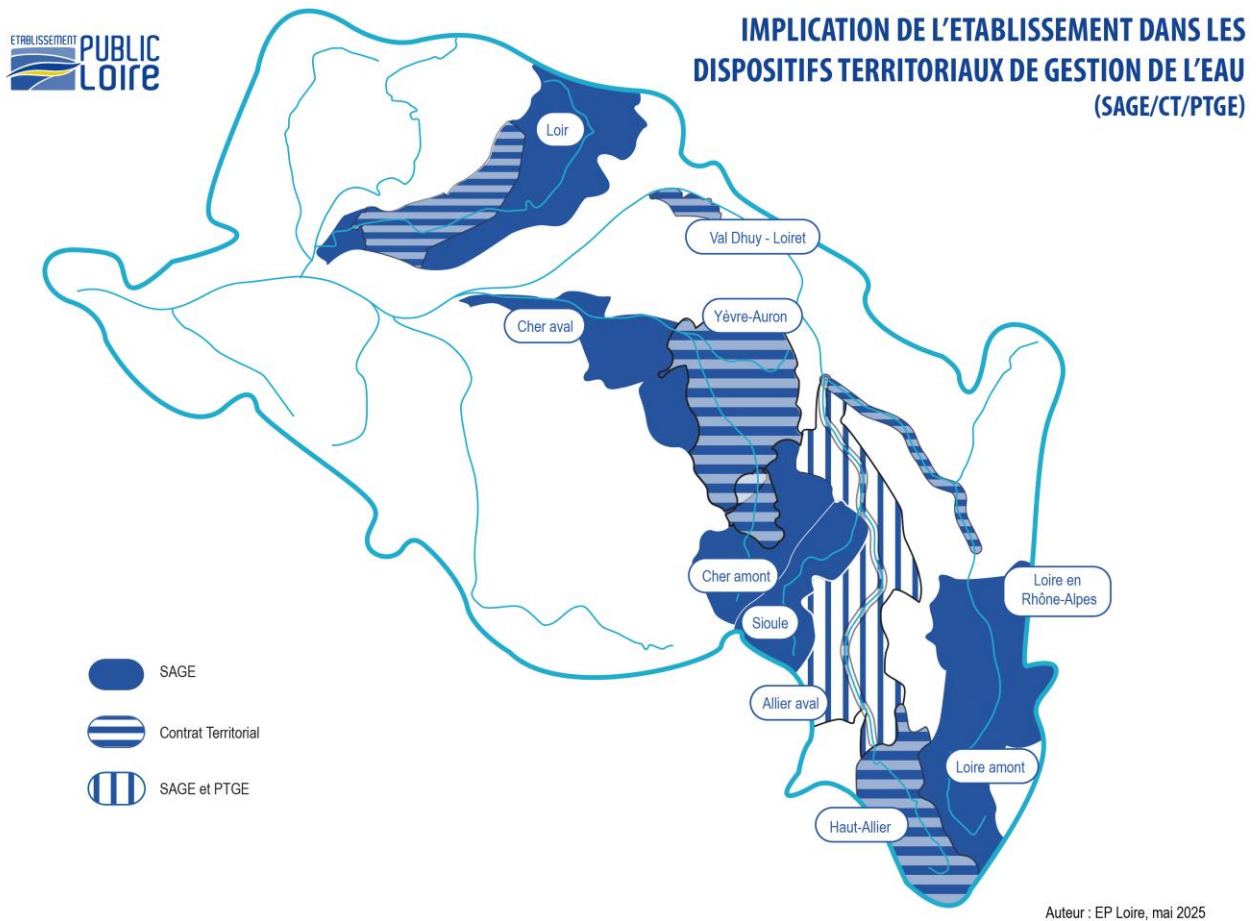 ETABLISSEMENT PUBLIC
LOIRE
IMPLICATION DE L'ETABLISSEMENT DANS LES
DISPOSITIFS TERRITORIAUX DE GESTION DE L'EAU
(SAGE/CT/PTGE)
Loir
Val Dhuy - Loiret
Cher aval
Yèvre-Auron
Cher amont
Loire en
Rhône-Alpes
Sioule
Allier aval
Loire amont
Haut-Allier
SAGE
Contrat Territorial
SAGE et PTGE
Auteur : EP Loire, mai 2025